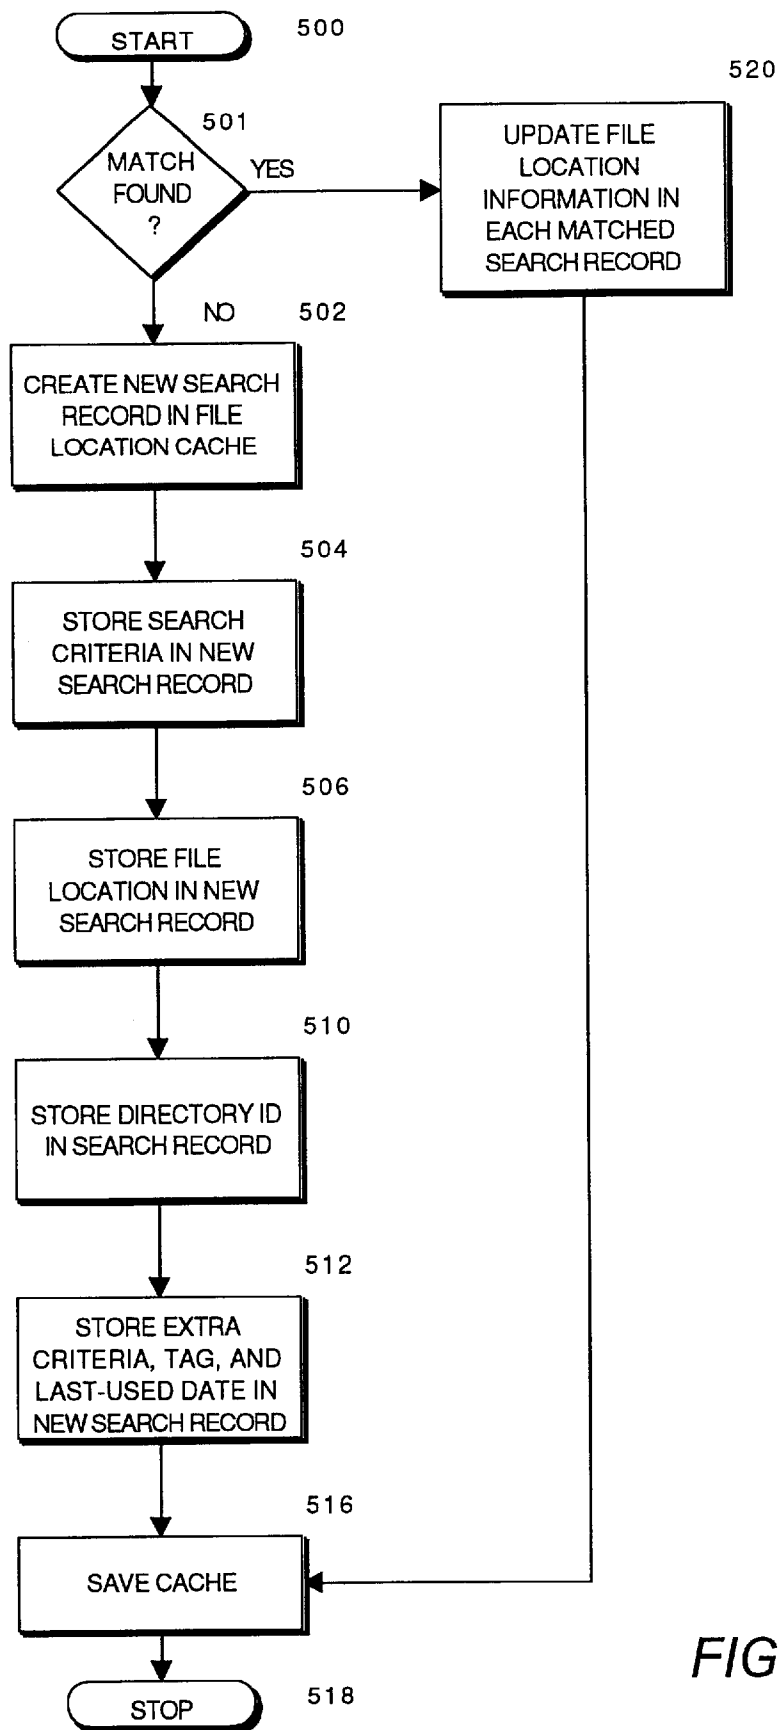 START
500
501
MATCH
FOUND
?
YES
520
UPDATE FILE
LOCATION
INFORMATION IN
EACH MATCHED
SEARCH RECORD
NO
502
CREATE NEW SEARCH
RECORD IN FILE
LOCATION CACHE
504
STORE SEARCH
CRITERIA IN NEW
SEARCH RECORD
506
STORE FILE
LOCATION IN NEW
SEARCH RECORD
510
STORE DIRECTORY ID
IN SEARCH RECORD
512
STORE EXTRA
CRITERIA, TAG, AND
LAST-USED DATE IN
NEW SEARCH RECORD
516
SAVE CACHE
STOP
518
FIG